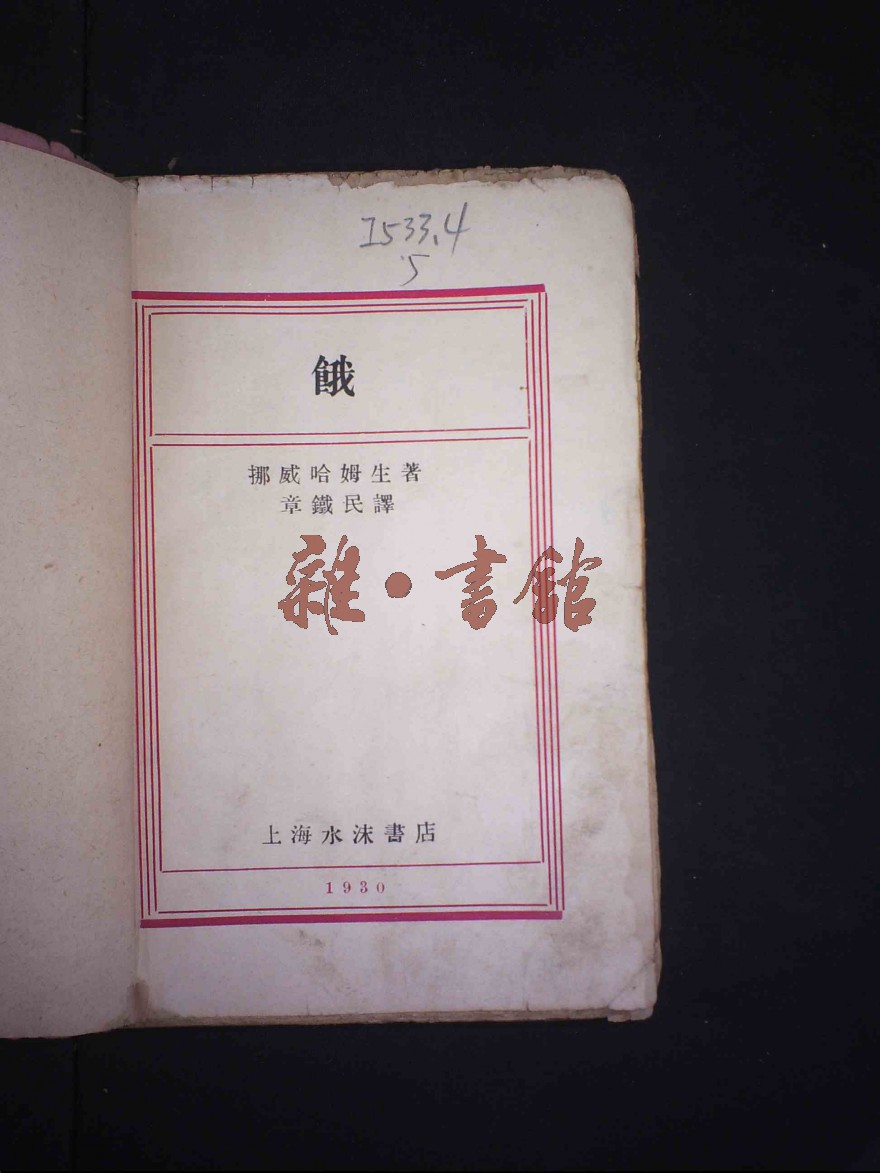 I533.4
5
餓
挪威哈姆生著
章鐵民譯
雜·書館
上海水沫書店
1930